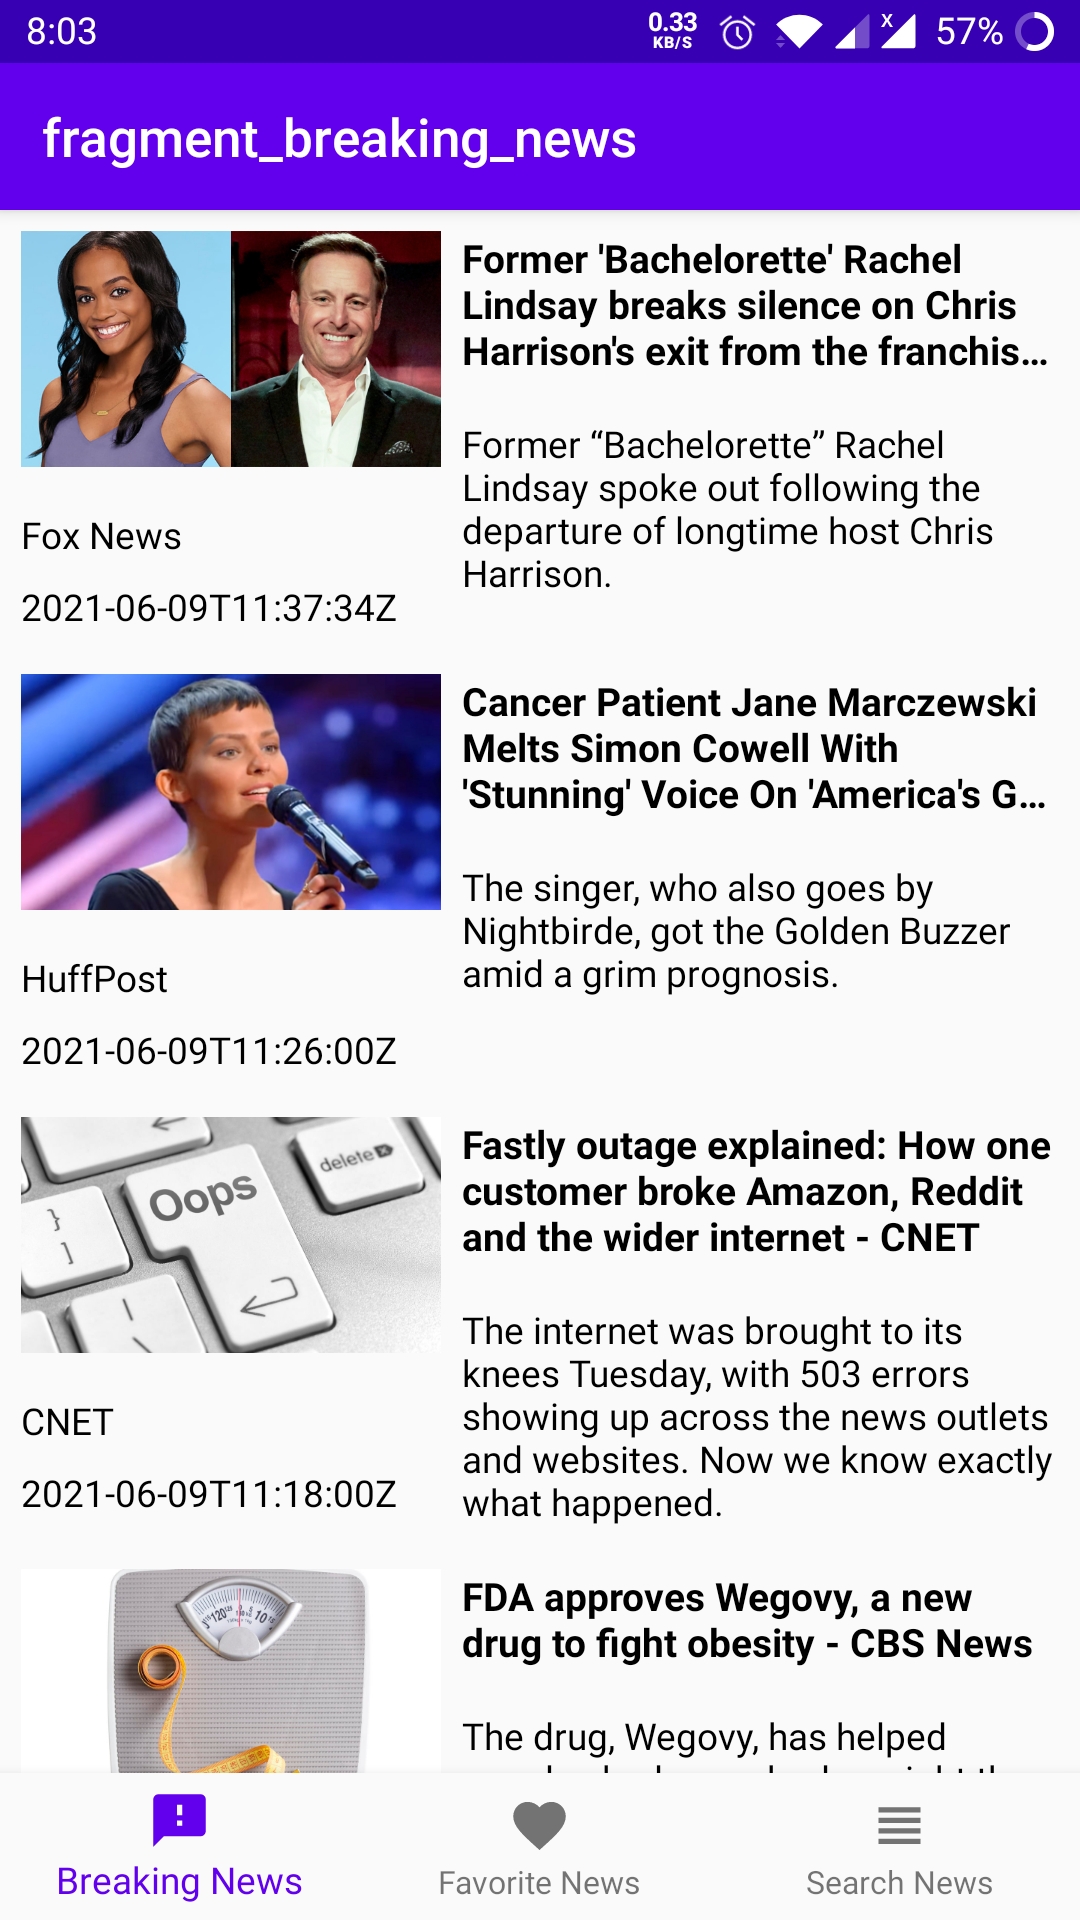 8:03
0.33
KB/S
X
57%
fragment_breaking_news
Former 'Bachelorette' Rachel
Lindsay breaks silence on Chris
Harrison's exit from the franchis…
Former “Bachelorette” Rachel
Lindsay spoke out following the
departure of longtime host Chris
Harrison.
Fox News
2021-06-09T11:37:34Z
Cancer Patient Jane Marczewski
Melts Simon Cowell With
'Stunning' Voice On 'America's G…
The singer, who also goes by
Nightbirde, got the Golden Buzzer
amid a grim prognosis.
HuffPost
2021-06-09T11:26:00Z
Oops
delete
}
]
Fastly outage explained: How one
customer broke Amazon, Reddit
and the wider internet - CNET
The internet was brought to its
knees Tuesday, with 503 errors
showing up across the news outlets
and websites. Now we know exactly
what happened.
CNET
2021-06-09T11:18:00Z
120
10
FDA approves Wegovy, a new
drug to fight obesity - CBS News
The drug, Wegovy, has helped
Breaking News
Favorite News
Search News